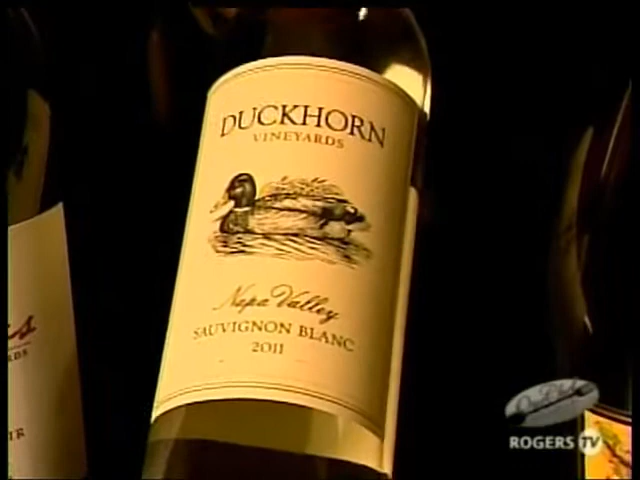 DUCKHORN
VINEYARDS
Napa Valley
SAUVIGNON BLANC
2011
ROGERS TV